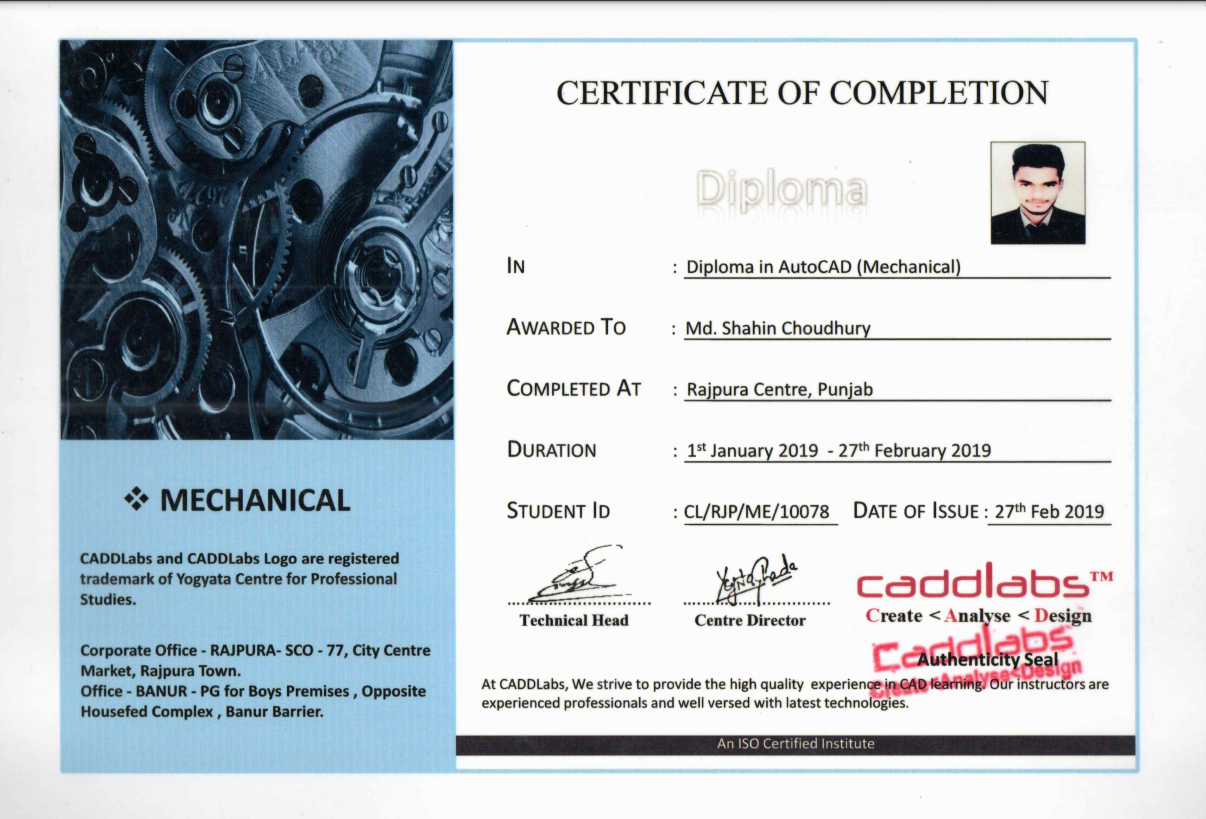 CERTIFICATE OF COMPLETION
Diploma
IN : Diploma in AutoCAD (Mechanical)
AWARDED TO : Md. Shahin Choudhury
COMPLETED AT : Rajpura Centre, Punjab
DURATION : 1st January 2019 - 27th February 2019
STUDENT ID : CL/RJP/ME/10078 DATE OF ISSUE : 27th Feb 2019
Technical Head
Centre Director
caddlabs™
Create < Analyse < Design
Caddlabs
Authenticity Seal
Create<Analyse<Design
At CADDLabs, We strive to provide the high quality experience in CAD learning. Our instructors are
experienced professionals and well versed with latest technologies.
An ISO Certified Institute
❖ MECHANICAL
CADDLabs and CADDLabs Logo are registered
trademark of Yogyata Centre for Professional
Studies.
Corporate Office - RAJPURA- SCO - 77, City Centre
Market, Rajpura Town.
Office - BANUR - PG for Boys Premises , Opposite
Housefed Complex , Banur Barrier.